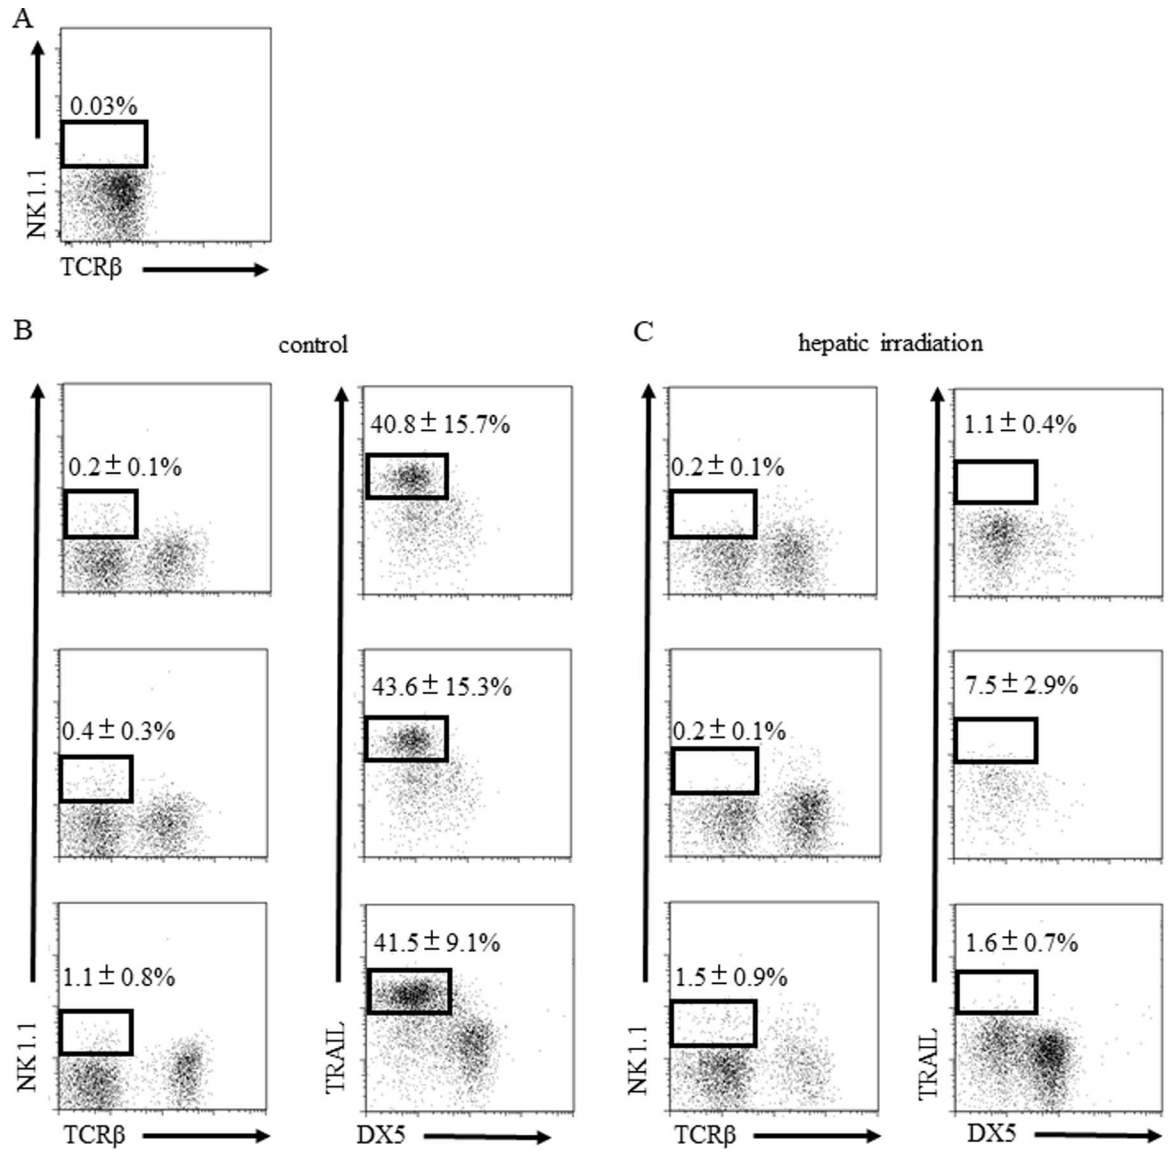 A
0.03%
NK1.1
TCRβ
B
control
0.2 ± 0.1%
40.8 ± 15.7%
0.4 ± 0.3%
43.6 ± 15.3%
1.1 ± 0.8%
41.5 ± 9.1%
NK1.1
TRAIL
TCRβ
DX5
C
hepatic irradiation
0.2 ± 0.1%
1.1 ± 0.4%
0.2 ± 0.1%
7.5 ± 2.9%
1.5 ± 0.9%
1.6 ± 0.7%
NK1.1
TRAIL
TCRβ
DX5